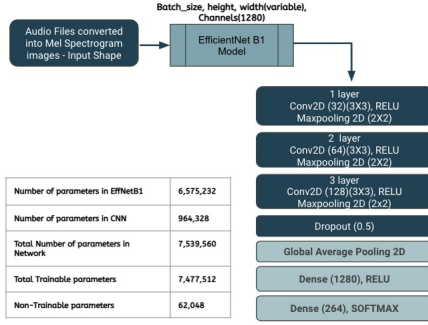 Batch_size, height, width(variable),
Channels(1280)
Audio Files converted
into Mel Spectrogram
images - Input Shape
EfficientNet B1
Model
1 layer
Conv2D (32)(3X3), RELU
Maxpooling 2D (2X2)
2 layer
Conv2D (64)(3X3), RELU
Maxpooling 2D (2X2)
3 layer
Conv2D (128)(3X3), RELU
Maxpooling 2D (2x2)
Dropout (0.5)
Global Average Pooling 2D
Dense (1280), RELU
Dense (264), SOFTMAX
Number of parameters in EffNetB1 6,575,232
Number of parameters in CNN 964,328
Total Number of parameters in
Network 7,539,560
Total Trainable parameters 7,477,512
Non-Trainable parameters 62,048